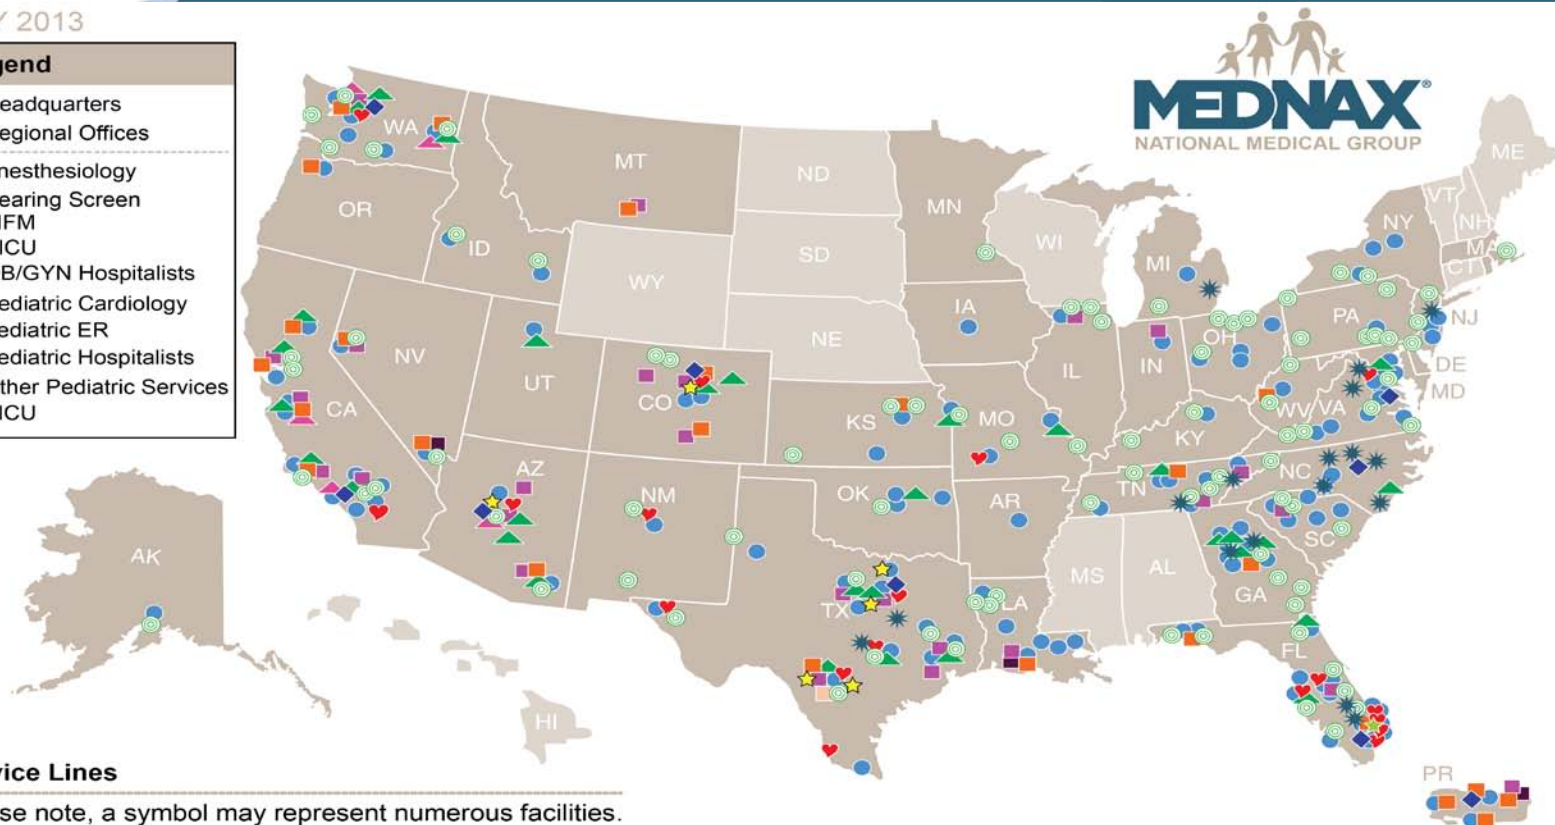 Y 2013
gend
eadquarters
egional Offices
nesthesiology
earing Screen
IFM
ICU
B/GYN Hospitalists
ediatric Cardiology
ediatric ER
ediatric Hospitalists
ther Pediatric Services
ICU
MEDNAX®
NATIONAL MEDICAL GROUP
WA
MT
ND
MN
ME
VT
NH
NY
MA
CT
OR
ID
SD
WI
MI
WY
IA
PA
NJ
NE
OH
NV
UT
IL
IN
DE
MD
CA
CO
KS
MO
WV
VA
KY
AZ
NM
OK
AR
TN
NC
SC
AK
MS
AL
GA
TX
LA
FL
HI
PR
vice Lines
se note, a symbol may represent numerous facilities.